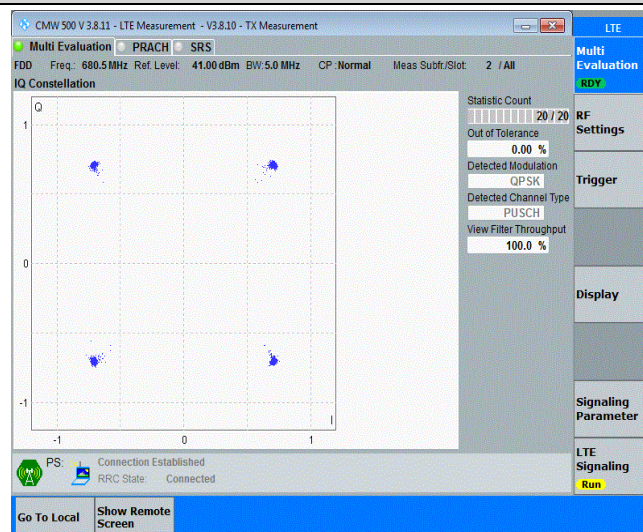 CMW 500 V 3.8.11 - LTE Measurement - V3.8.10 - TX Measurement
LTE
Multi Evaluation PRACH SRS
FDD Freq.: 680.5 MHz Ref. Level: 41.00 dBm BW: 5.0 MHz CP : Normal Meas Subfr./Slot: 2 / All
IQ Constellation
Q
1
0
-1
-1 0 1
I
Statistic Count
20 / 20
Out of Tolerance
0.00 %
Detected Modulation
QPSK
Detected Channel Type
PUSCH
View Filter Throughput
100.0 %
Multi
Evaluation
RDY
RF
Settings
Trigger
Display
Signaling
Parameter
LTE
Signaling
Run
PS: Connection Established
RRC State: Connected
Go To Local
Show Remote
Screen